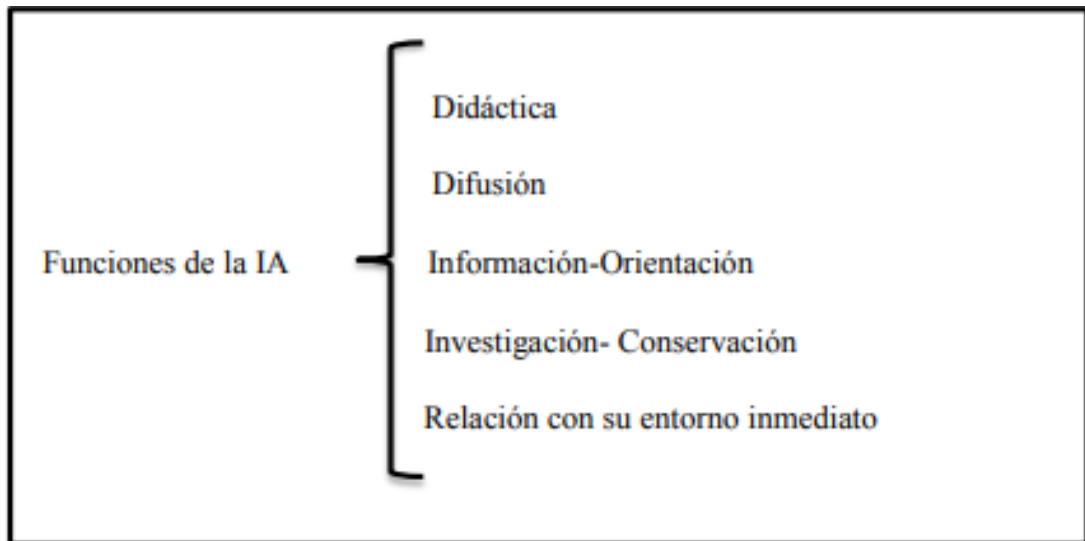 Didáctica
Difusión
Funciones de la IA
Información-Orientación
Investigación- Conservación
Relación con su entorno inmediato